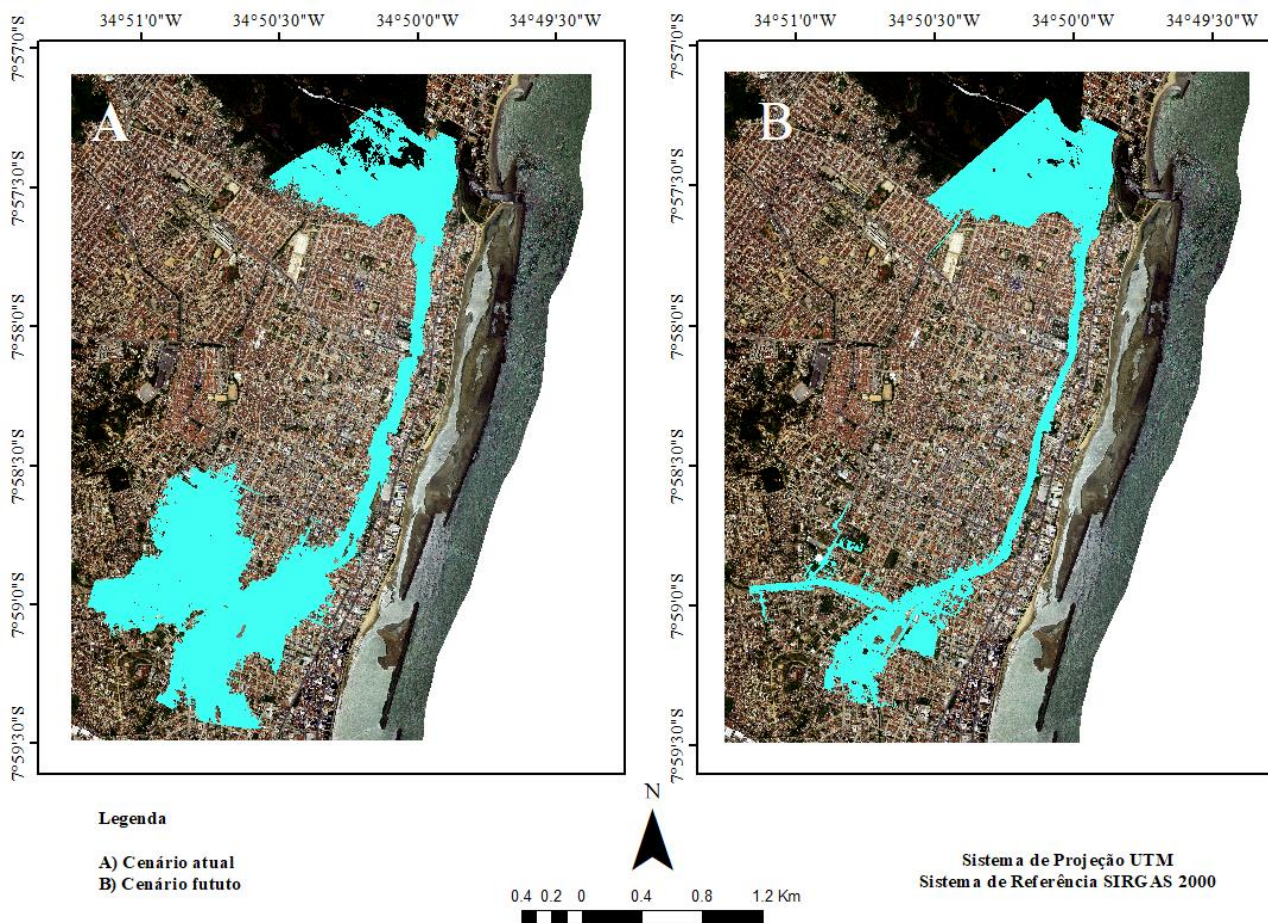 34°51'0"W 34°50'30"W 34°50'0"W 34°49'30"W 34°51'0"W 34°50'30"W 34°50'0"W 34°49'30"W
7°57'0"S
7°57'30"S
7°58'0"S
7°58'30"S
7°59'0"S
7°59'30"S
A
7°57'0"S
7°57'30"S
7°58'0"S
7°58'30"S
7°59'0"S
7°59'30"S
B
N
Legenda
A) Cenário atual
B) Cenário fututo
0.4 0.2 0 0.4 0.8 1.2 Km
Sistema de Projeção UTM
Sistema de Referência SIRGAS 2000